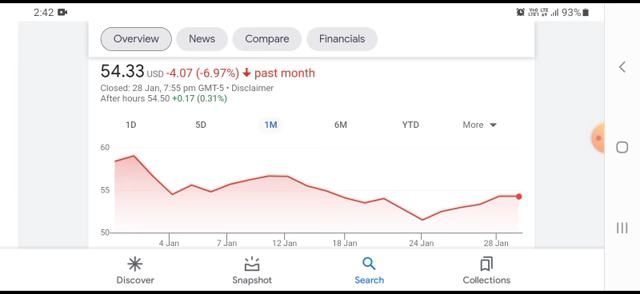 2:42 93%
Overview News Compare Financials
54.33 USD -4.07 (-6.97%) past month
Closed: 28 Jan, 7:55 pm GMT-5 • Disclaimer
After hours 54.50 +0.17 (0.31%)
1D 5D 1M 6M YTD More
60
55
50
4 Jan 7 Jan 12 Jan 18 Jan 24 Jan 28 Jan
Discover Snapshot Search Collections